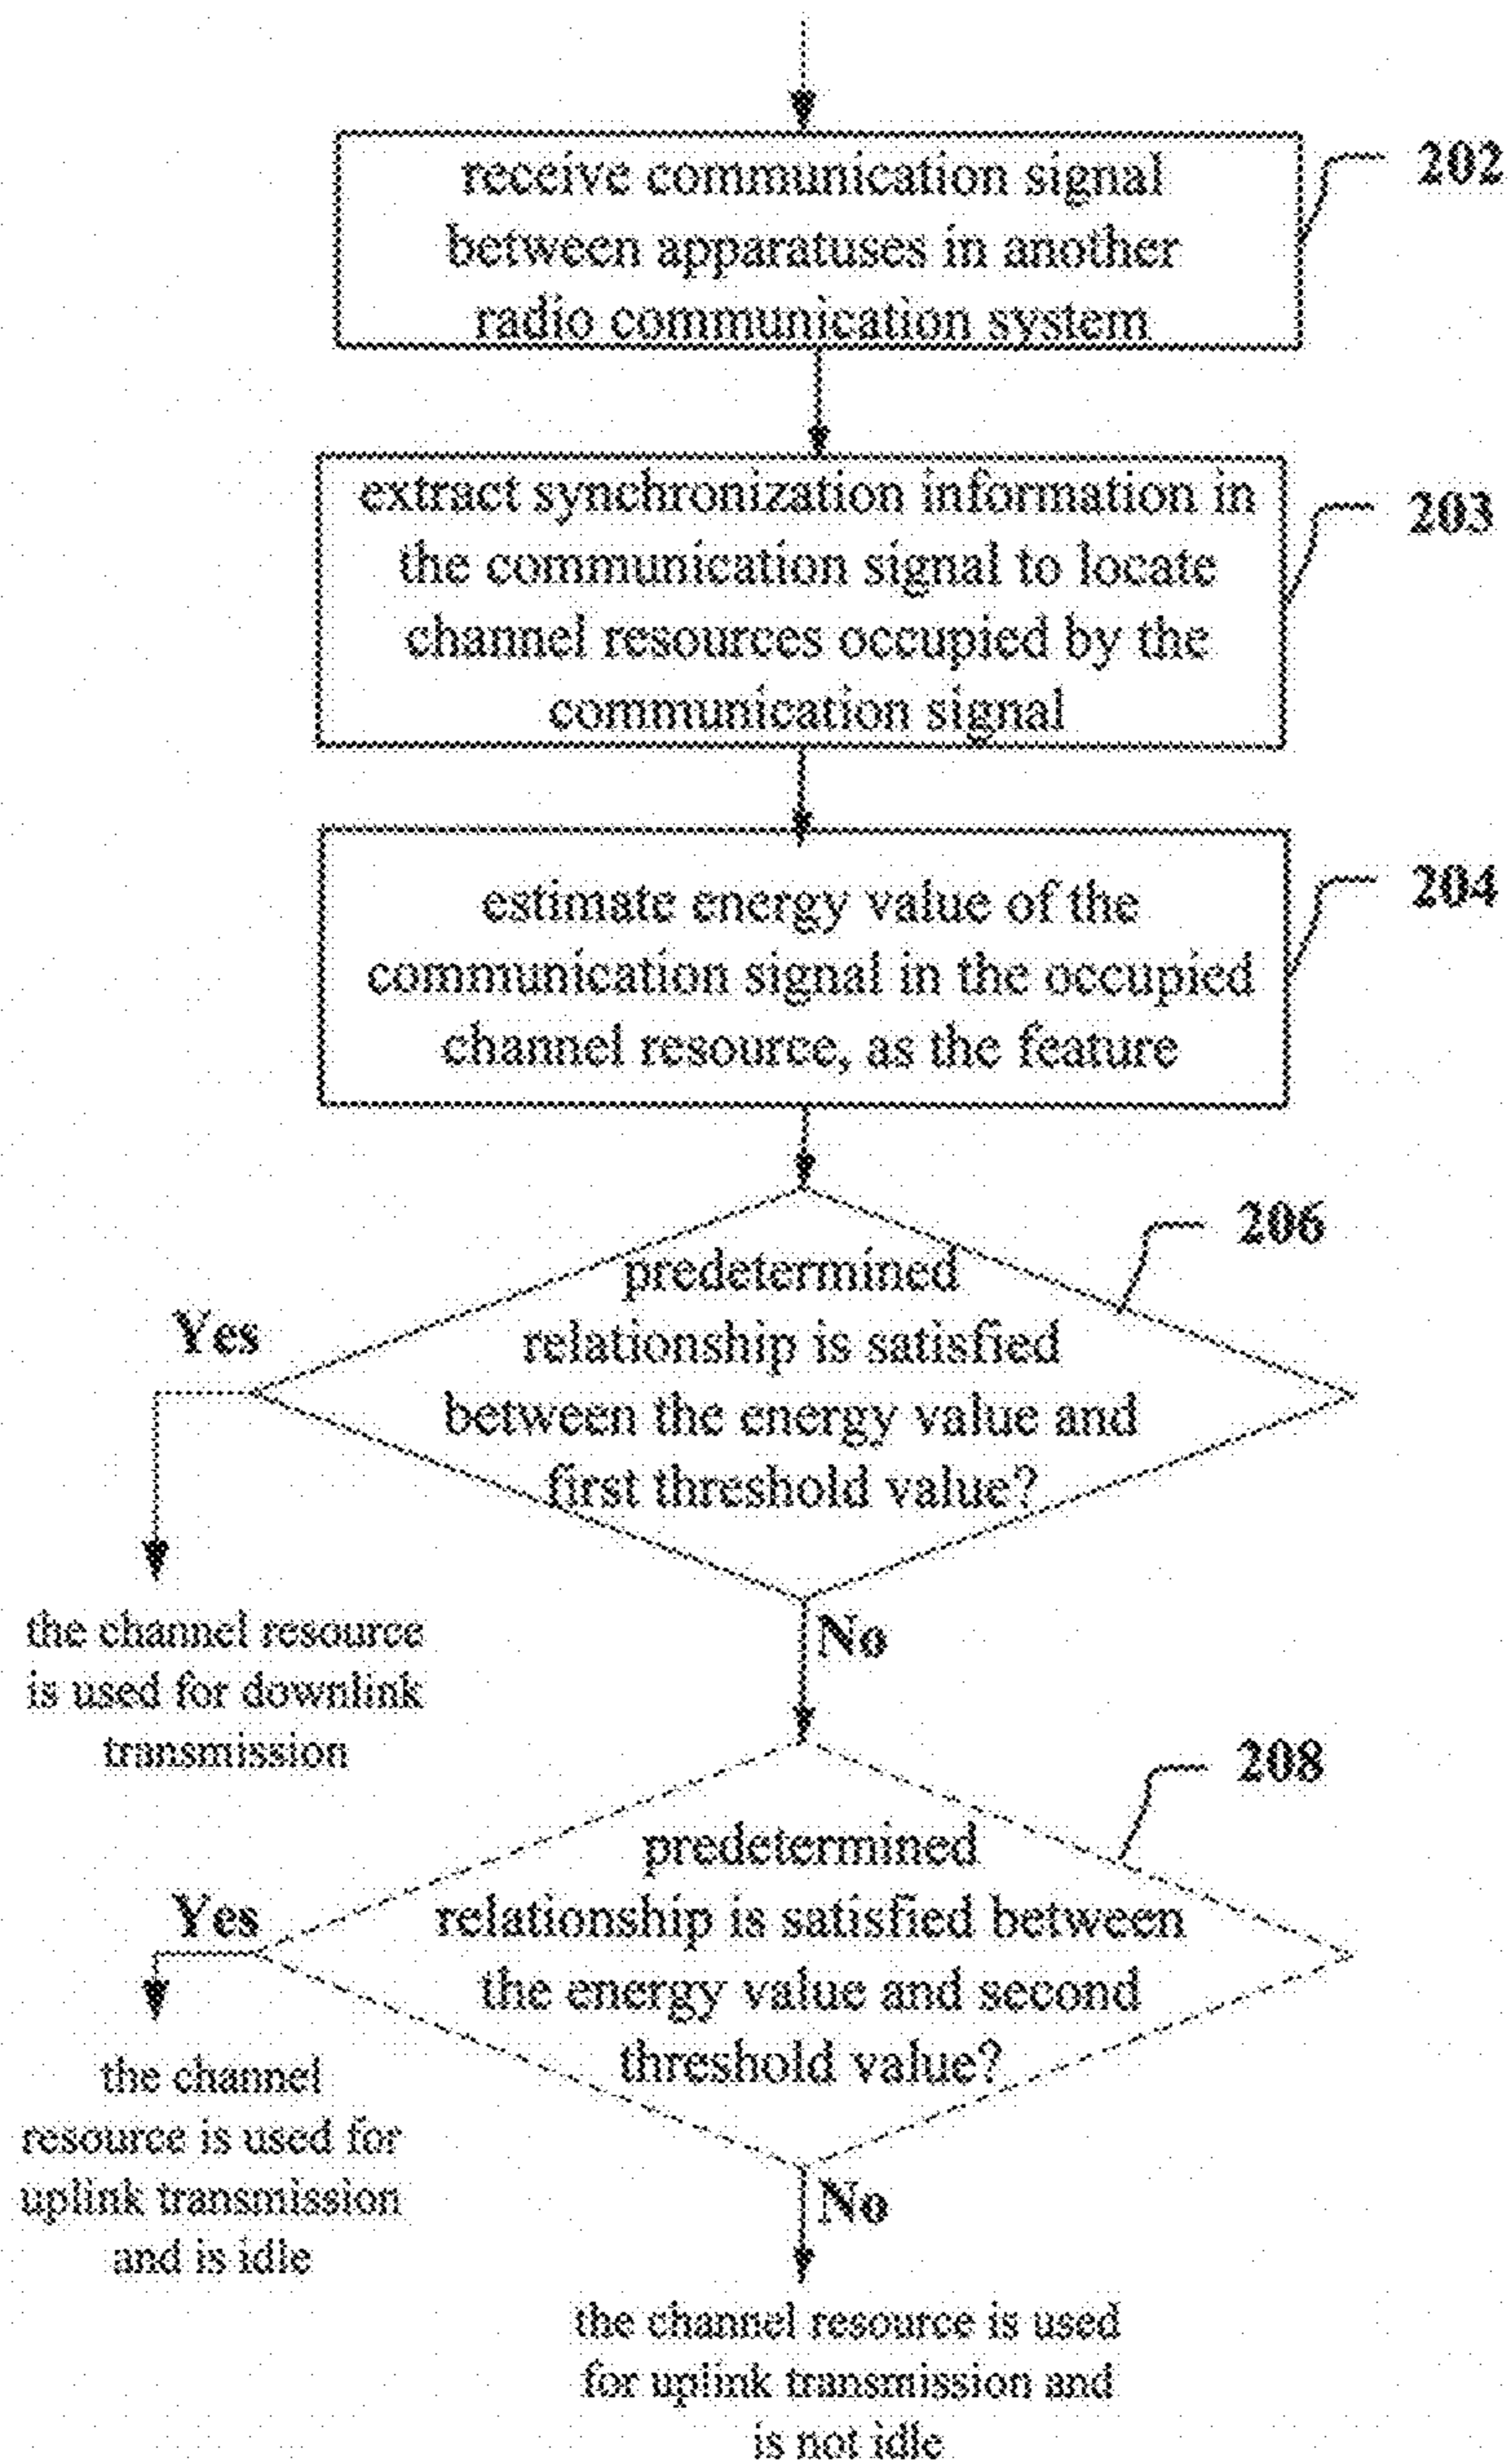 receive communication signal
between apparatuses in another
radio communication system
202
extract synchronization information in
the communication signal to locate
channel resources occupied by the
communication signal
203
estimate energy value of the
communication signal in the occupied
channel resource, as the feature
204
206
predetermined
relationship is satisfied
between the energy value and
first threshold value?
Yes
the channel resource
is used for downlink
transmission
No
208
predetermined
relationship is satisfied between
the energy value and second
threshold value?
Yes
the channel
resource is used for
uplink transmission
and is idle
No
the channel resource is used
for uplink transmission and
is not idle